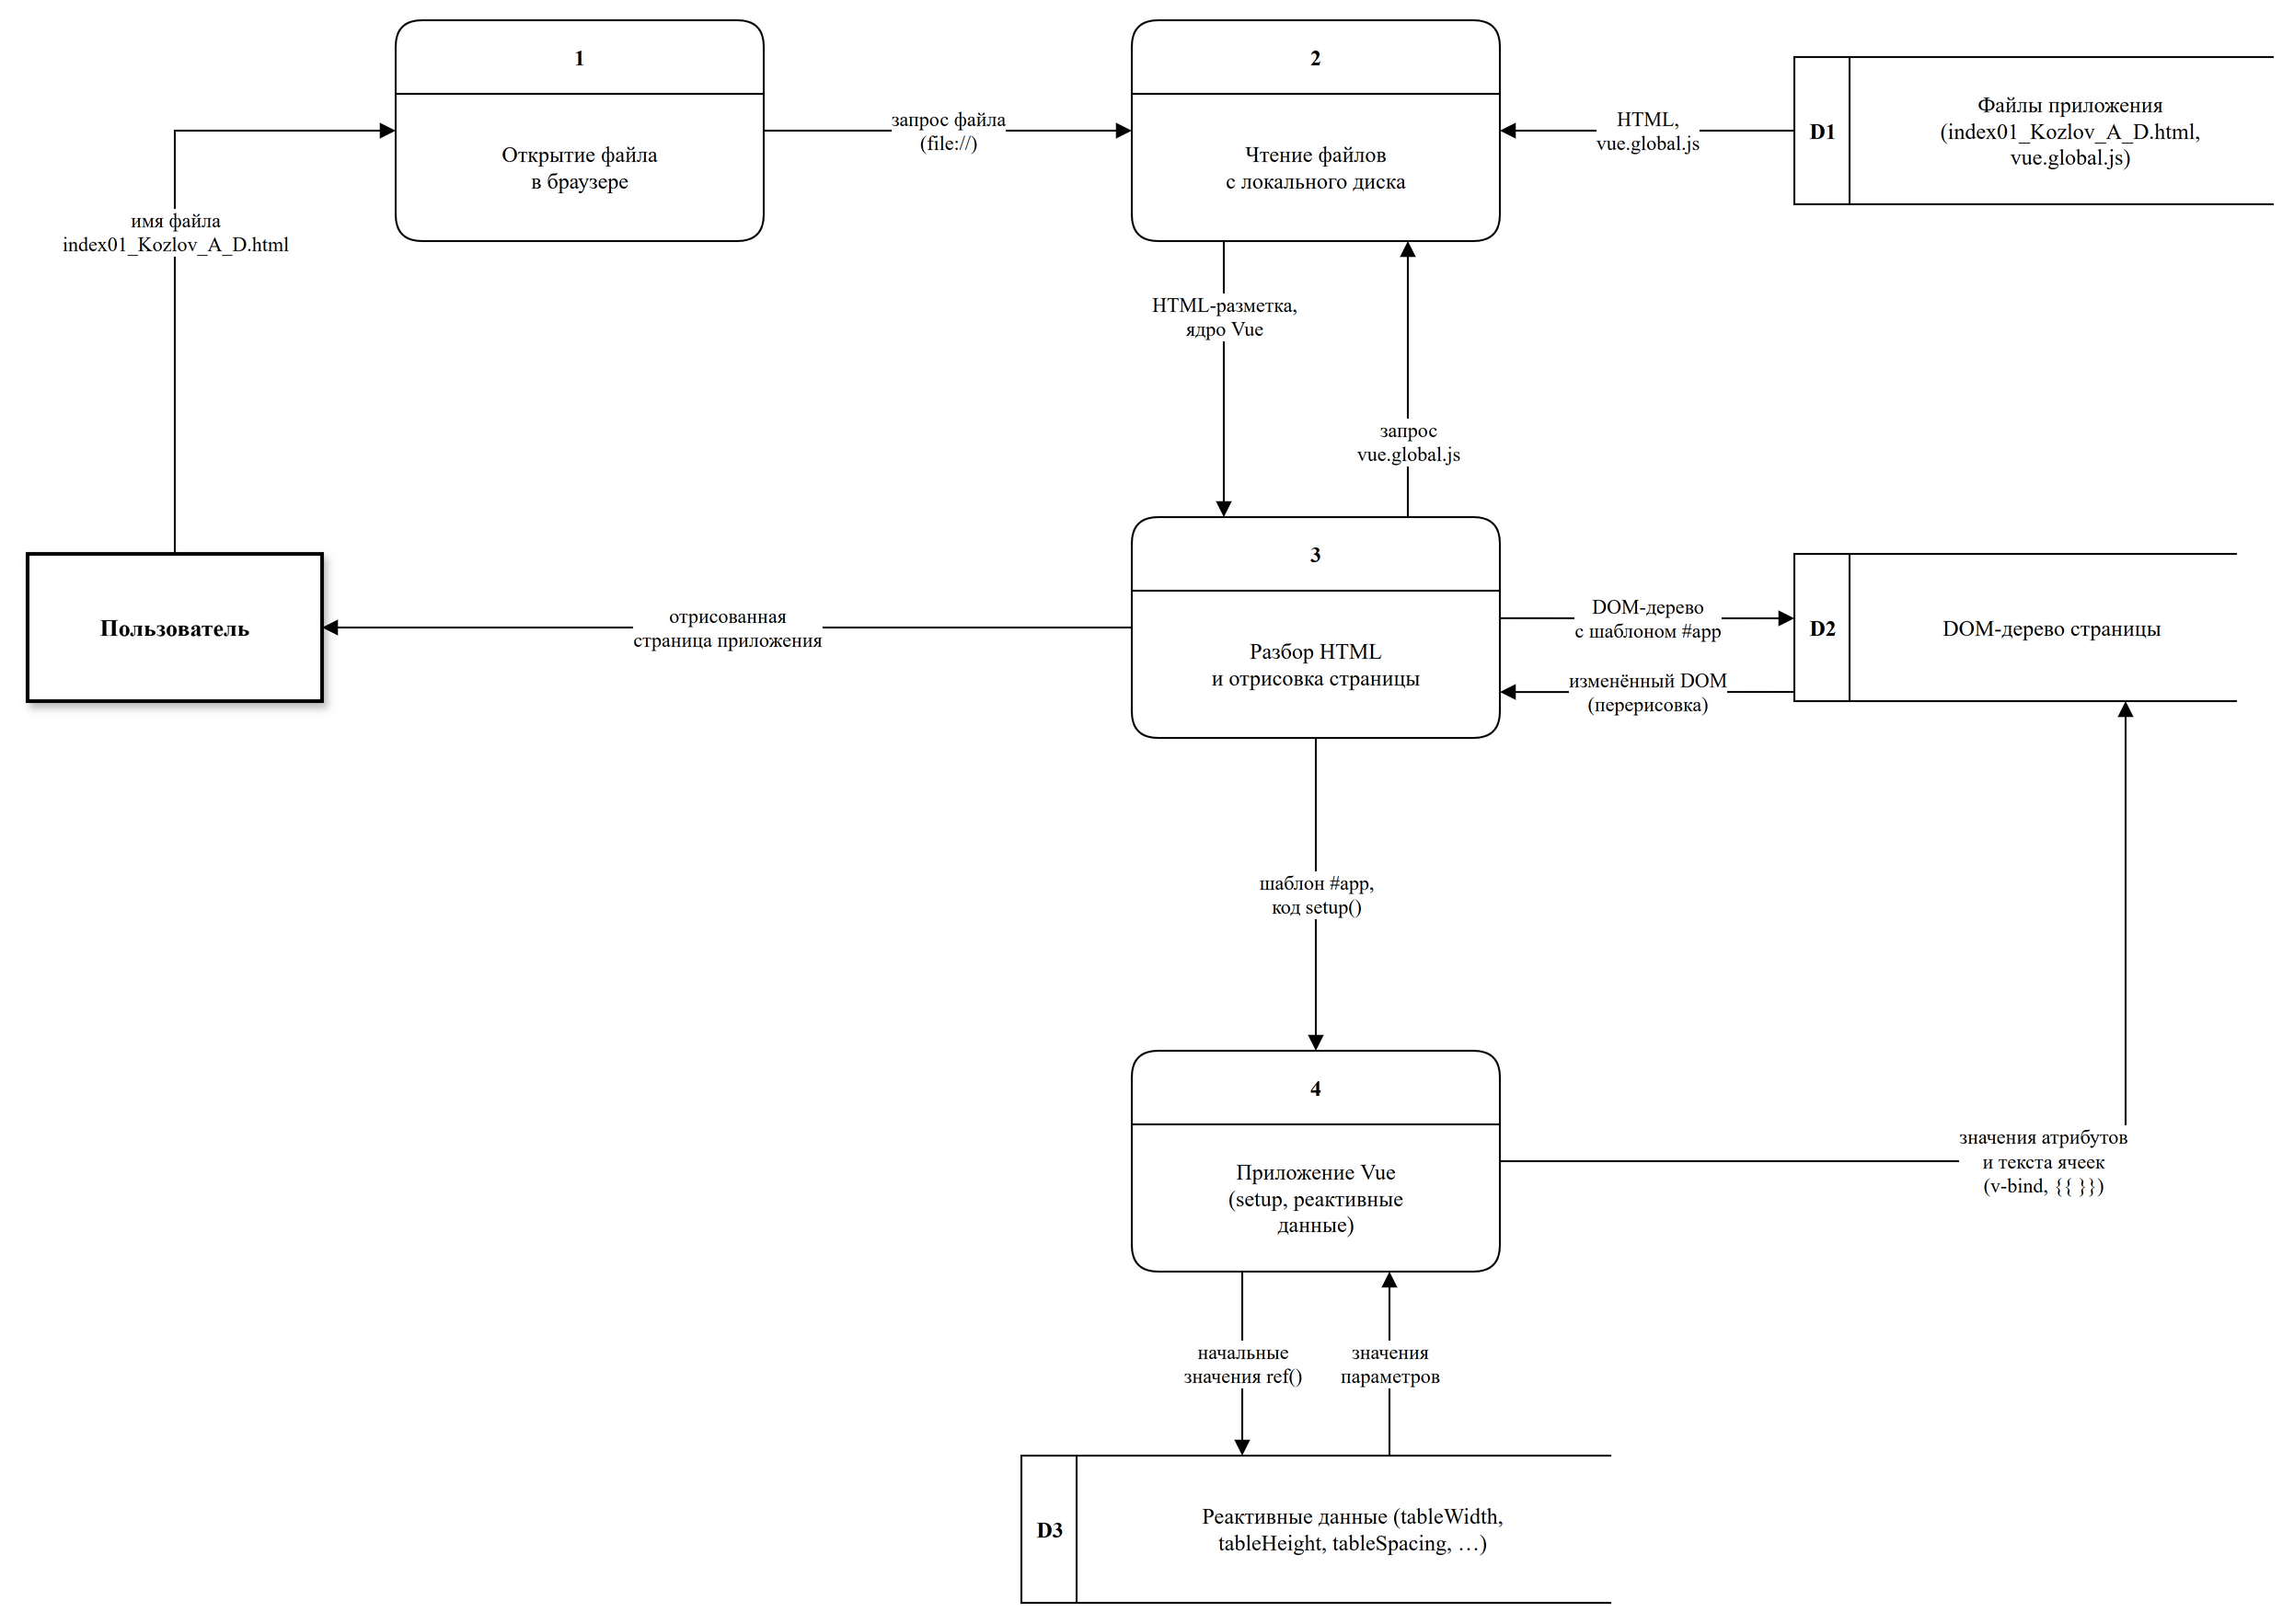 1
Открытие файла
в браузере
запрос файла
(file://)
2
Чтение файлов
с локального диска
HTML,
vue.global.js
D1
Файлы приложения
(index01_Kozlov_A_D.html,
vue.global.js)
имя файла
index01_Kozlov_A_D.html
HTML-разметка,
ядро Vue
запрос
vue.global.js
Пользователь
отрисованная
страница приложения
3
Разбор HTML
и отрисовка страницы
DOM-дерево
с шаблоном #app
изменённый DOM
(перерисовка)
D2
DOM-дерево страницы
шаблон #app,
код setup()
4
Приложение Vue
(setup, реактивные
данные)
значения атрибутов
и текста ячеек
(v-bind, {{ }})
начальные
значения ref()
значения
параметров
D3
Реактивные данные (tableWidth,
tableHeight, tableSpacing, …)